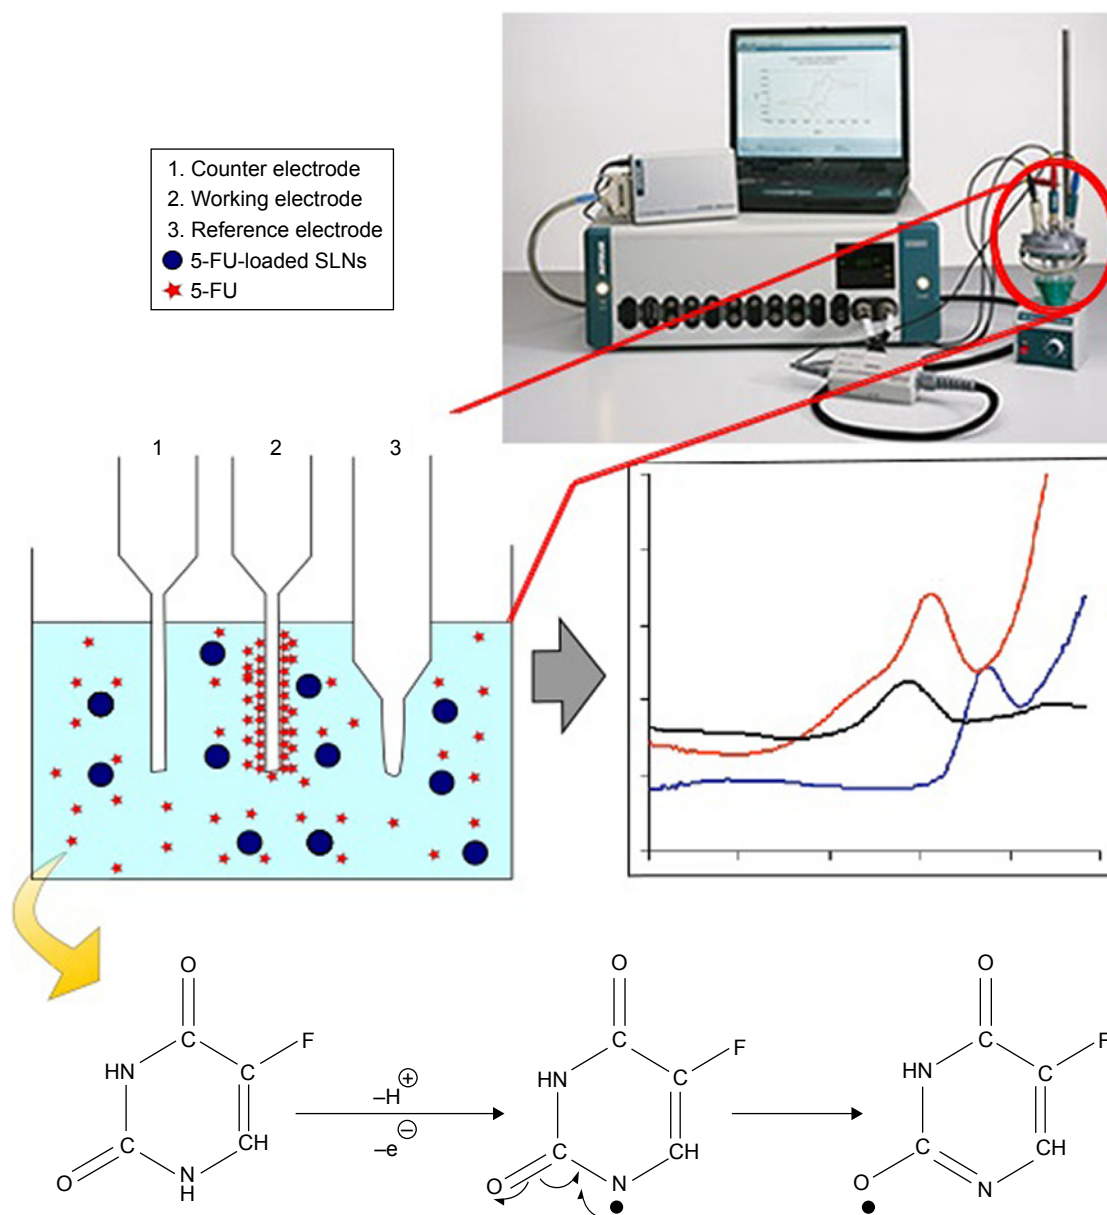 1. Counter electrode
2. Working electrode
3. Reference electrode
5-FU-loaded SLNs
5-FU
1 2 3
O
C
F
HN
C
C
CH
O
N
H
–H⊕
–e⊖
O
C
F
HN
C
C
CH
O
N
O
C
F
HN
C
C
CH
O
N